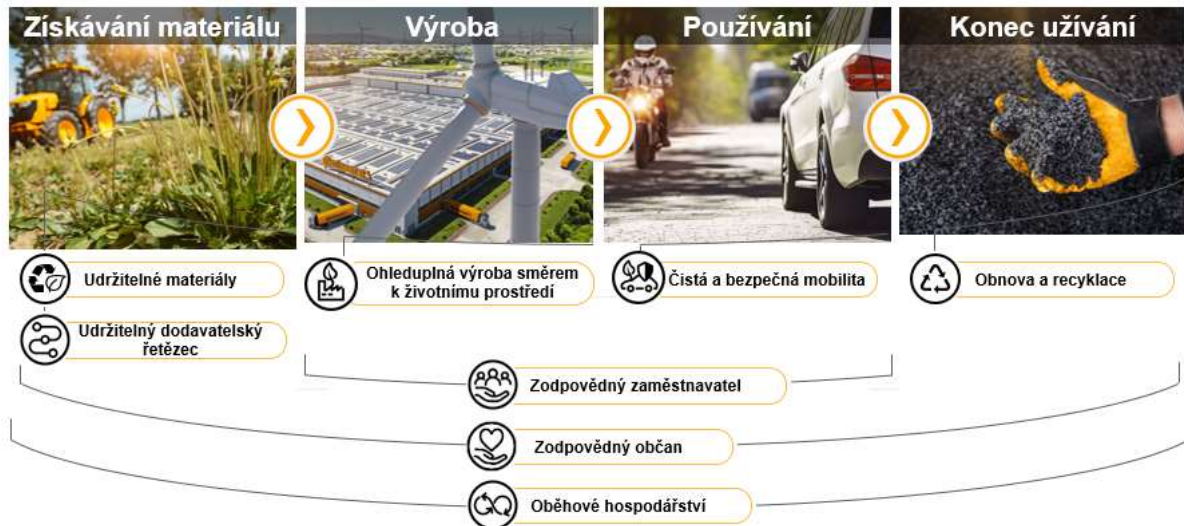 Získávání materiálu
Výroba
Používání
Konec užívání
Udržitelné materiály
Ohleduplná výroba směrem
k životnímu prostředí
Čistá a bezpečná mobilita
Obnova a recyklace
Udržitelný dodavatelský
řetězec
Zodpovědný zaměstnavatel
Zodpovědný občan
Oběhové hospodářství